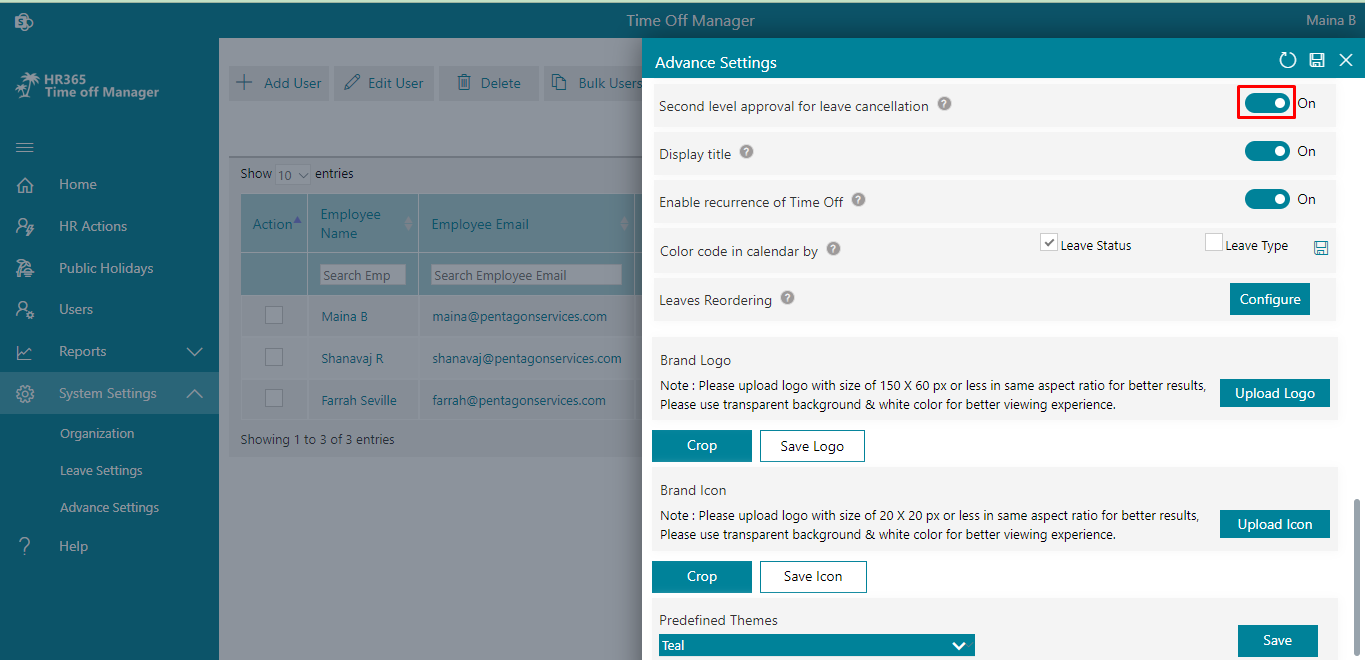 Time Off Manager
Maina B
HR365
Time off Manager
Home
HR Actions
Public Holidays
Users
Reports
System Settings
Organization
Leave Settings
Advance Settings
Help
Add User
Edit User
Delete
Bulk Users
Show 10 entries
Action
Employee
Name
Employee Email
Search Emp
Search Employee Email
Maina B
maina@pentagonservices.com
Shanavaj R
shanavaj@pentagonservices.com
Farrah Seville
farrah@pentagonservices.com
Showing 1 to 3 of 3 entries
Advance Settings
Second level approval for leave cancellation ?
On
Display title ?
On
Enable recurrence of Time Off ?
On
Color code in calendar by ?
Leave Status
Leave Type
Leaves Reordering ?
Configure
Brand Logo
Note : Please upload logo with size of 150 X 60 px or less in same aspect ratio for better results,
Please use transparent background & white color for better viewing experience.
Upload Logo
Crop
Save Logo
Brand Icon
Note : Please upload logo with size of 20 X 20 px or less in same aspect ratio for better results,
Please use transparent background & white color for better viewing experience.
Upload Icon
Crop
Save Icon
Predefined Themes
Teal
Save